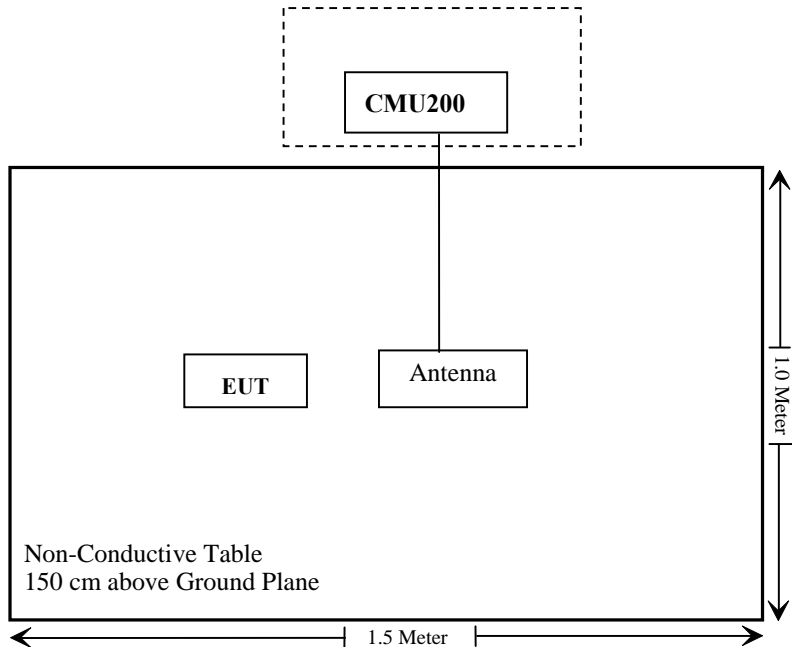 CMU200
EUT
Antenna
1.0 Meter
Non-Conductive Table
150 cm above Ground Plane
1.5 Meter